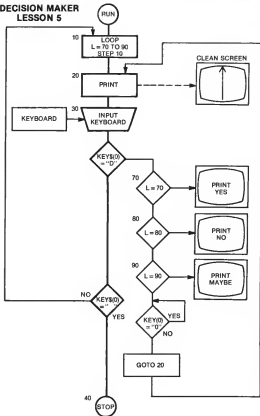 DECISION MAKER
LESSON 5
RUN
10
LOOP
L = 70 TO 90
STEP 10
CLEAN SCREEN
20
PRINT
30
KEYBOARD
INPUT
KEYBOARD
KEY$(0)
= "D"
70
L = 70
PRINT
YES
80
L = 80
PRINT
NO
90
L = 90
PRINT
MAYBE
NO
KEY$(0)
= " "
YES
KEY(0)
= "0"
YES
NO
GOTO 20
40
STOP